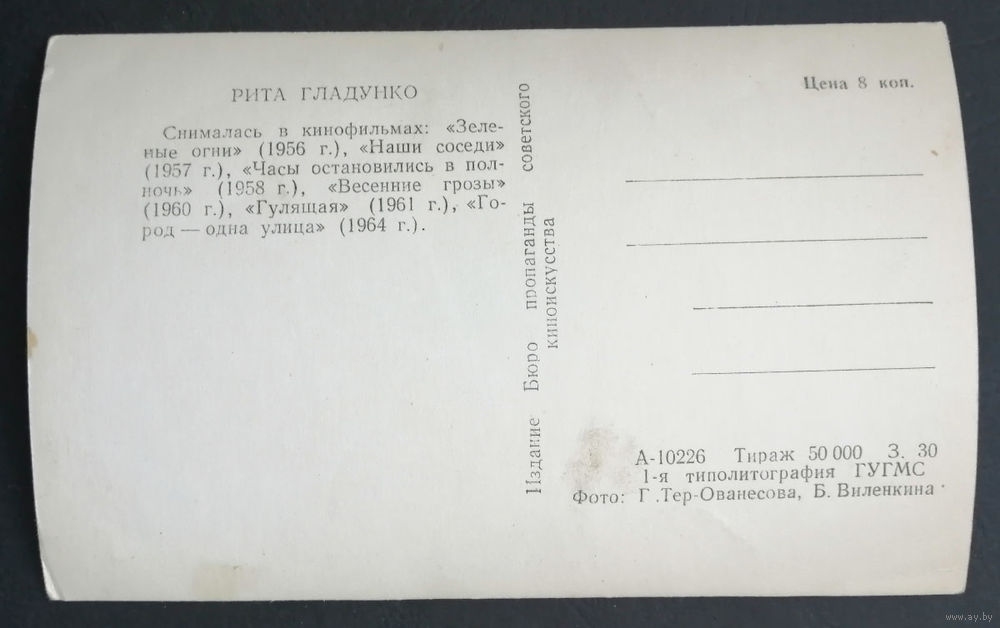 РИТА ГЛАДУНКО
Снималась в кинофильмах: «Зеле-
ные огни» (1956 г.), «Наши соседи»
(1957 г.), «Часы остановились в пол-
ночь» (1958 г.), «Весенние грозы»
(1960 г.), «Гулящая» (1961 г.), «Го-
род — одна улица» (1964 г.).
Издание Бюро пропаганды советского
киноискусства
Цена 8 коп.
А-10226 Тираж 50 000 З. 30
1-я типолитография ГУГМС
Фото: Г .Тер-Ованесова, Б. Виленкина
www.ay.by